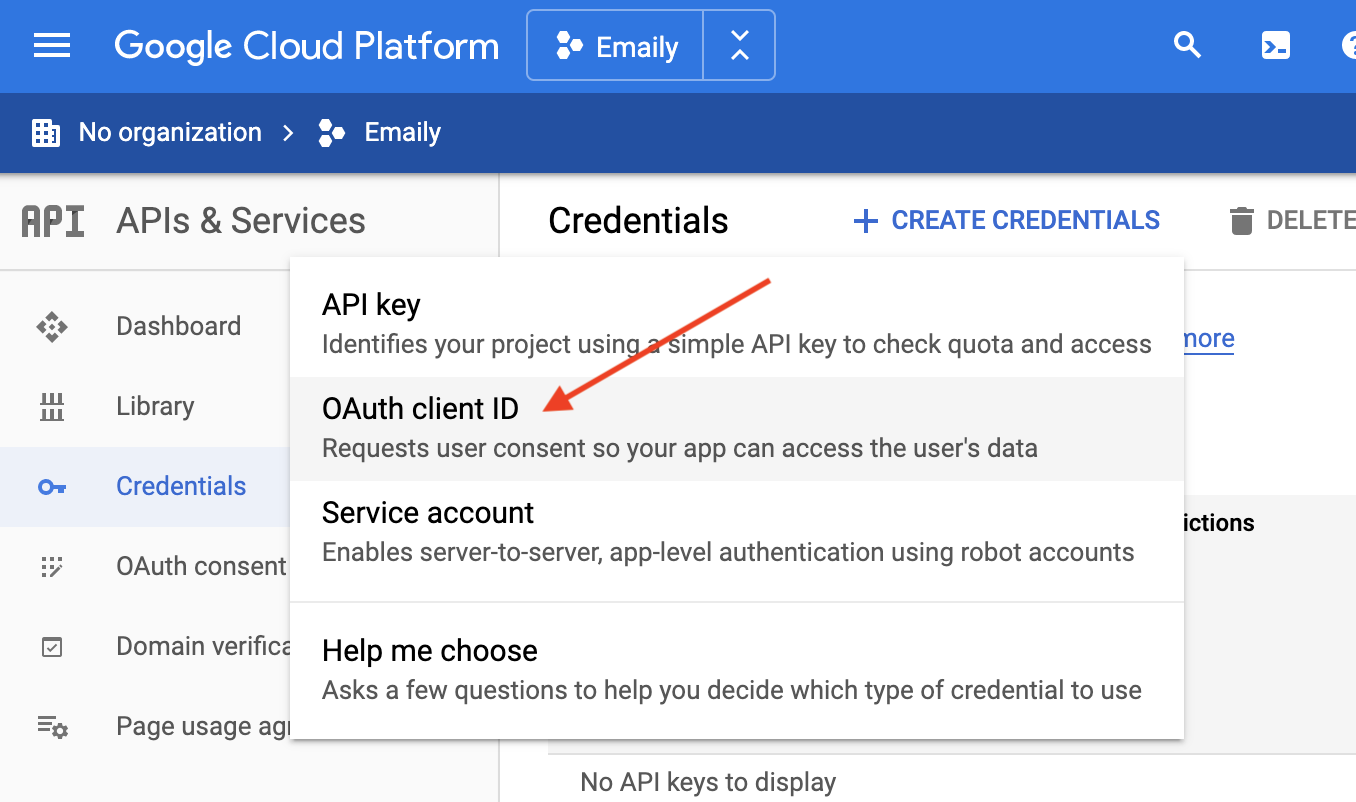 Google Cloud Platform Emaily
No organization > Emaily
API APIs & Services
Credentials + CREATE CREDENTIALS DELETE
Dashboard
Library
Credentials
OAuth consent
Domain verifica
Page usage agr
API key
Identifies your project using a simple API key to check quota and access
OAuth client ID
Requests user consent so your app can access the user's data
Service account
Enables server-to-server, app-level authentication using robot accounts
Help me choose
Asks a few questions to help you decide which type of credential to use
more
ictions
No API keys to display